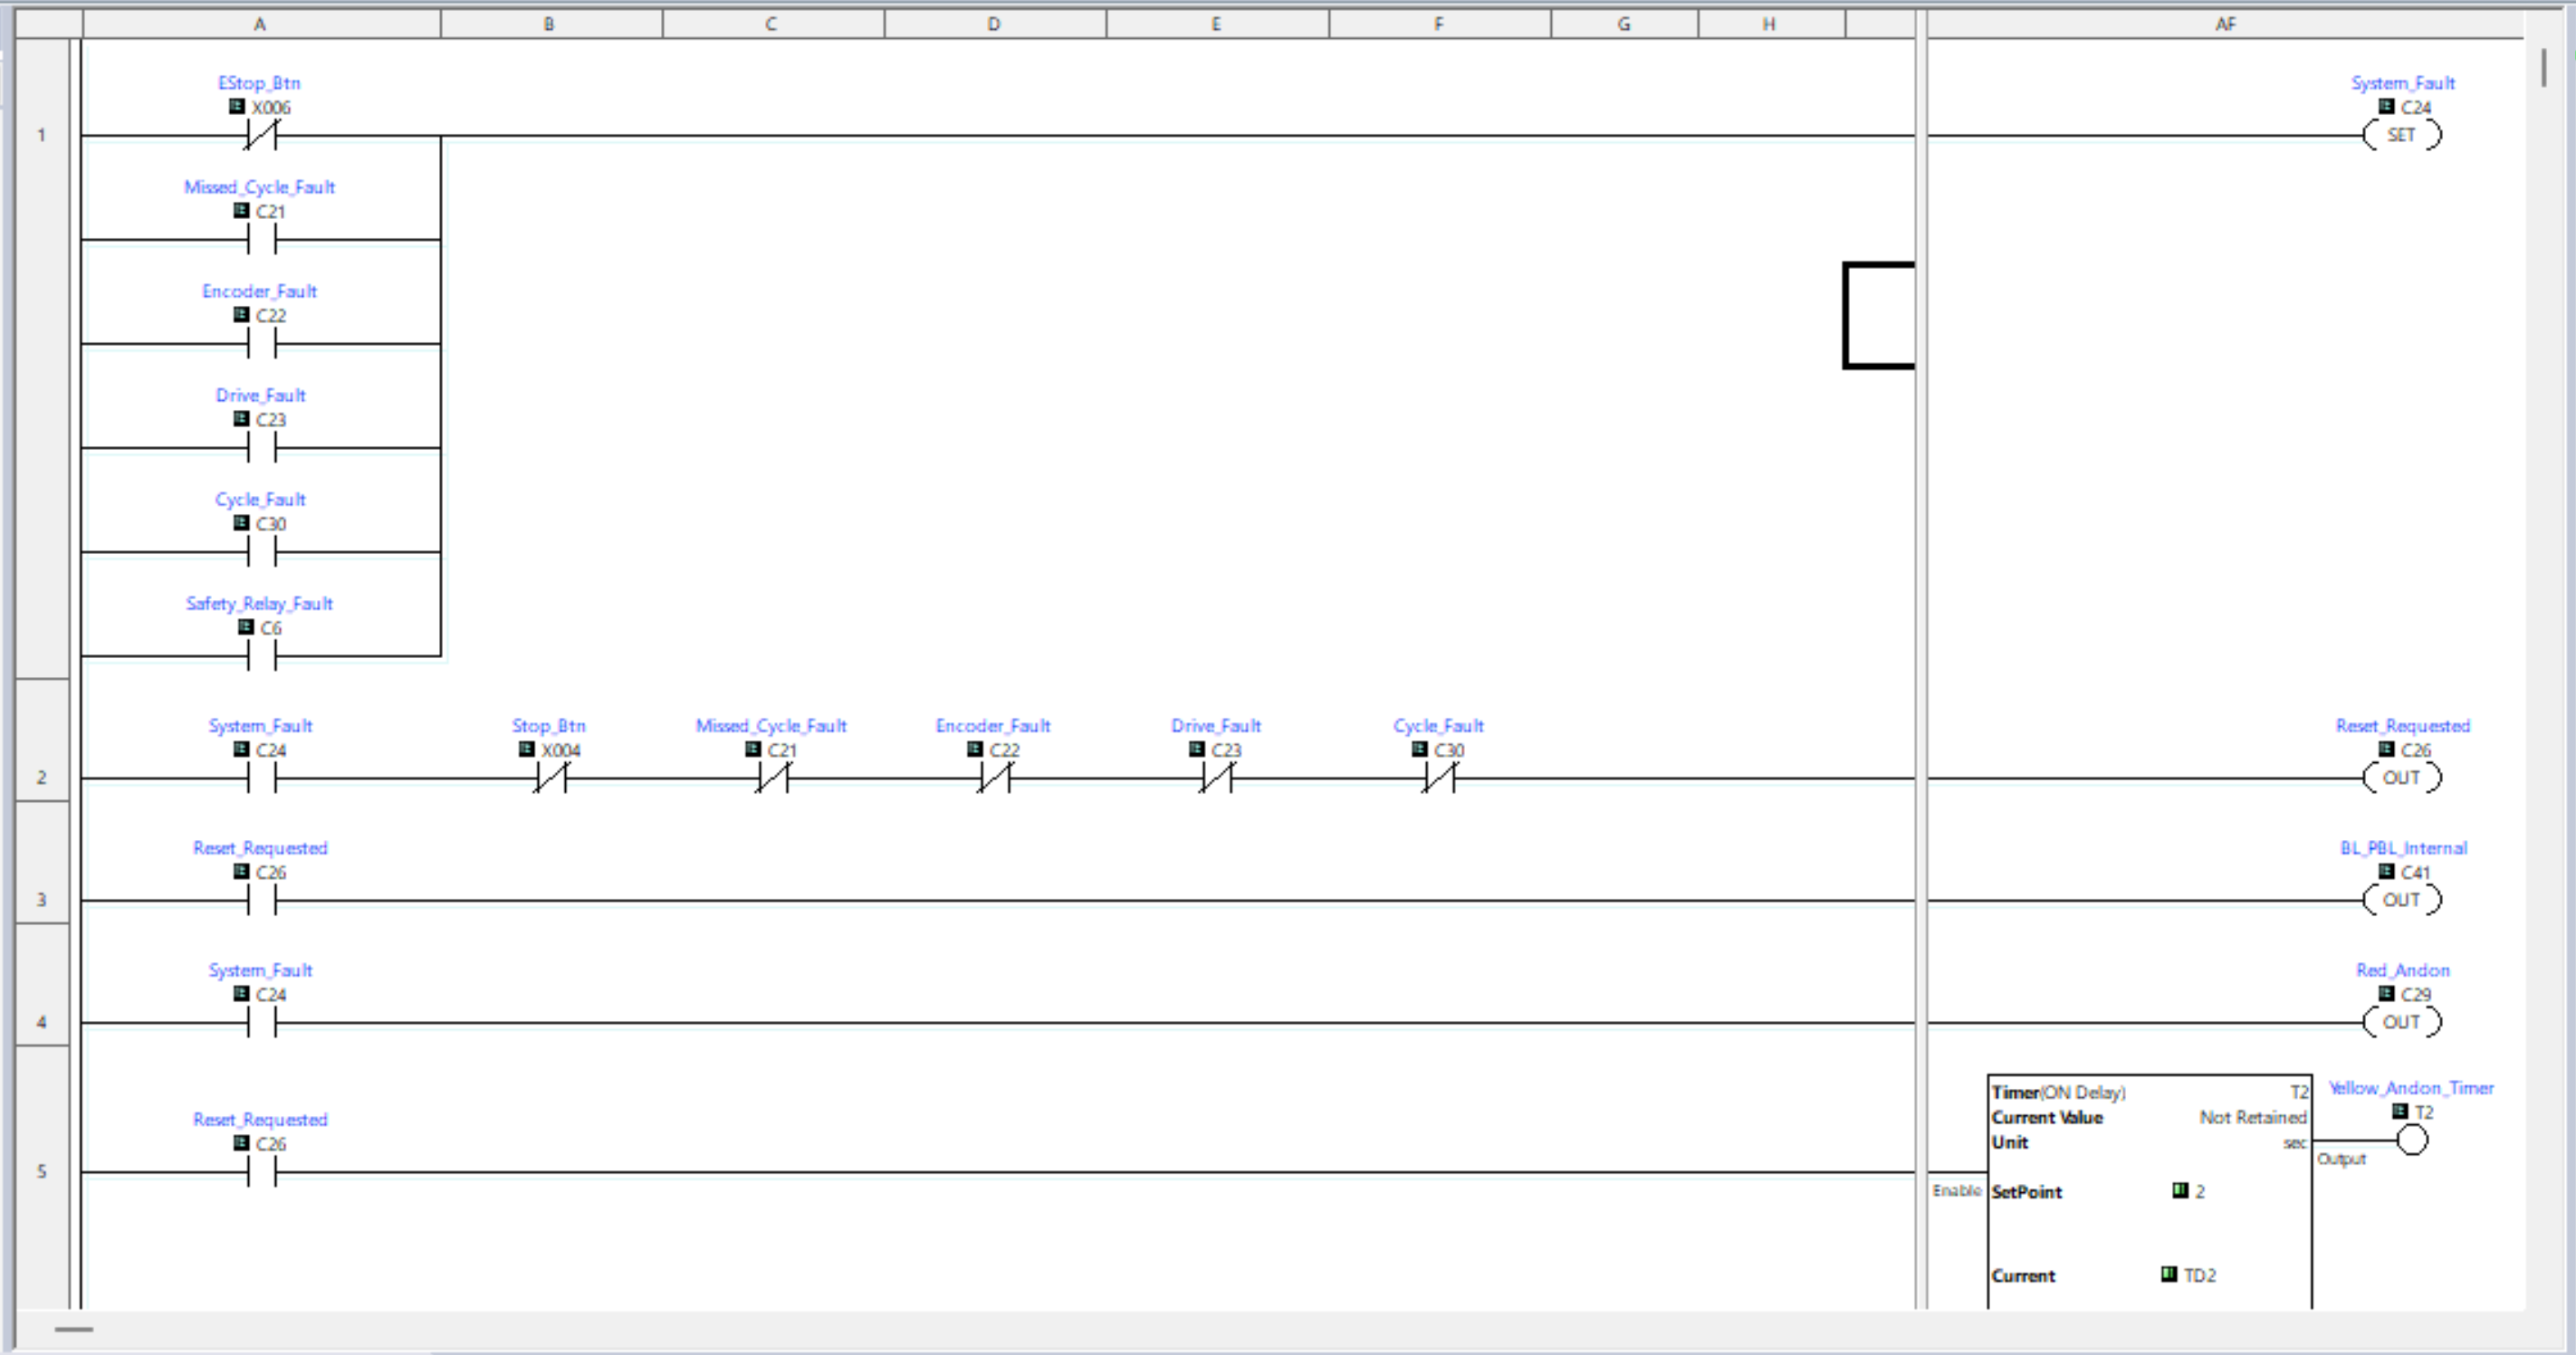 A B C D E F G H AF
EStop_Btn System_Fault
X006 C24
1 SET
Missed_Cycle_Fault
C21
Encoder_Fault
C22
Drive_Fault
C23
Cycle_Fault
C30
Safety_Relay_Fault
C6
System_Fault Stop_Btn Missed_Cycle_Fault Encoder_Fault Drive_Fault Cycle_Fault Reset_Requested
C24 X004 C21 C22 C23 C30 C26
2 OUT
Reset_Requested BL_PBL_Internal
C26 C41
3 OUT
System_Fault Red_Andon
C24 C29
4 OUT
Timer(ON Delay) T2 Yellow_Andon_Timer
Current Value Not Retained T2
Reset_Requested Unit sec
C26 Output
5
Enable SetPoint 2
Current TD2